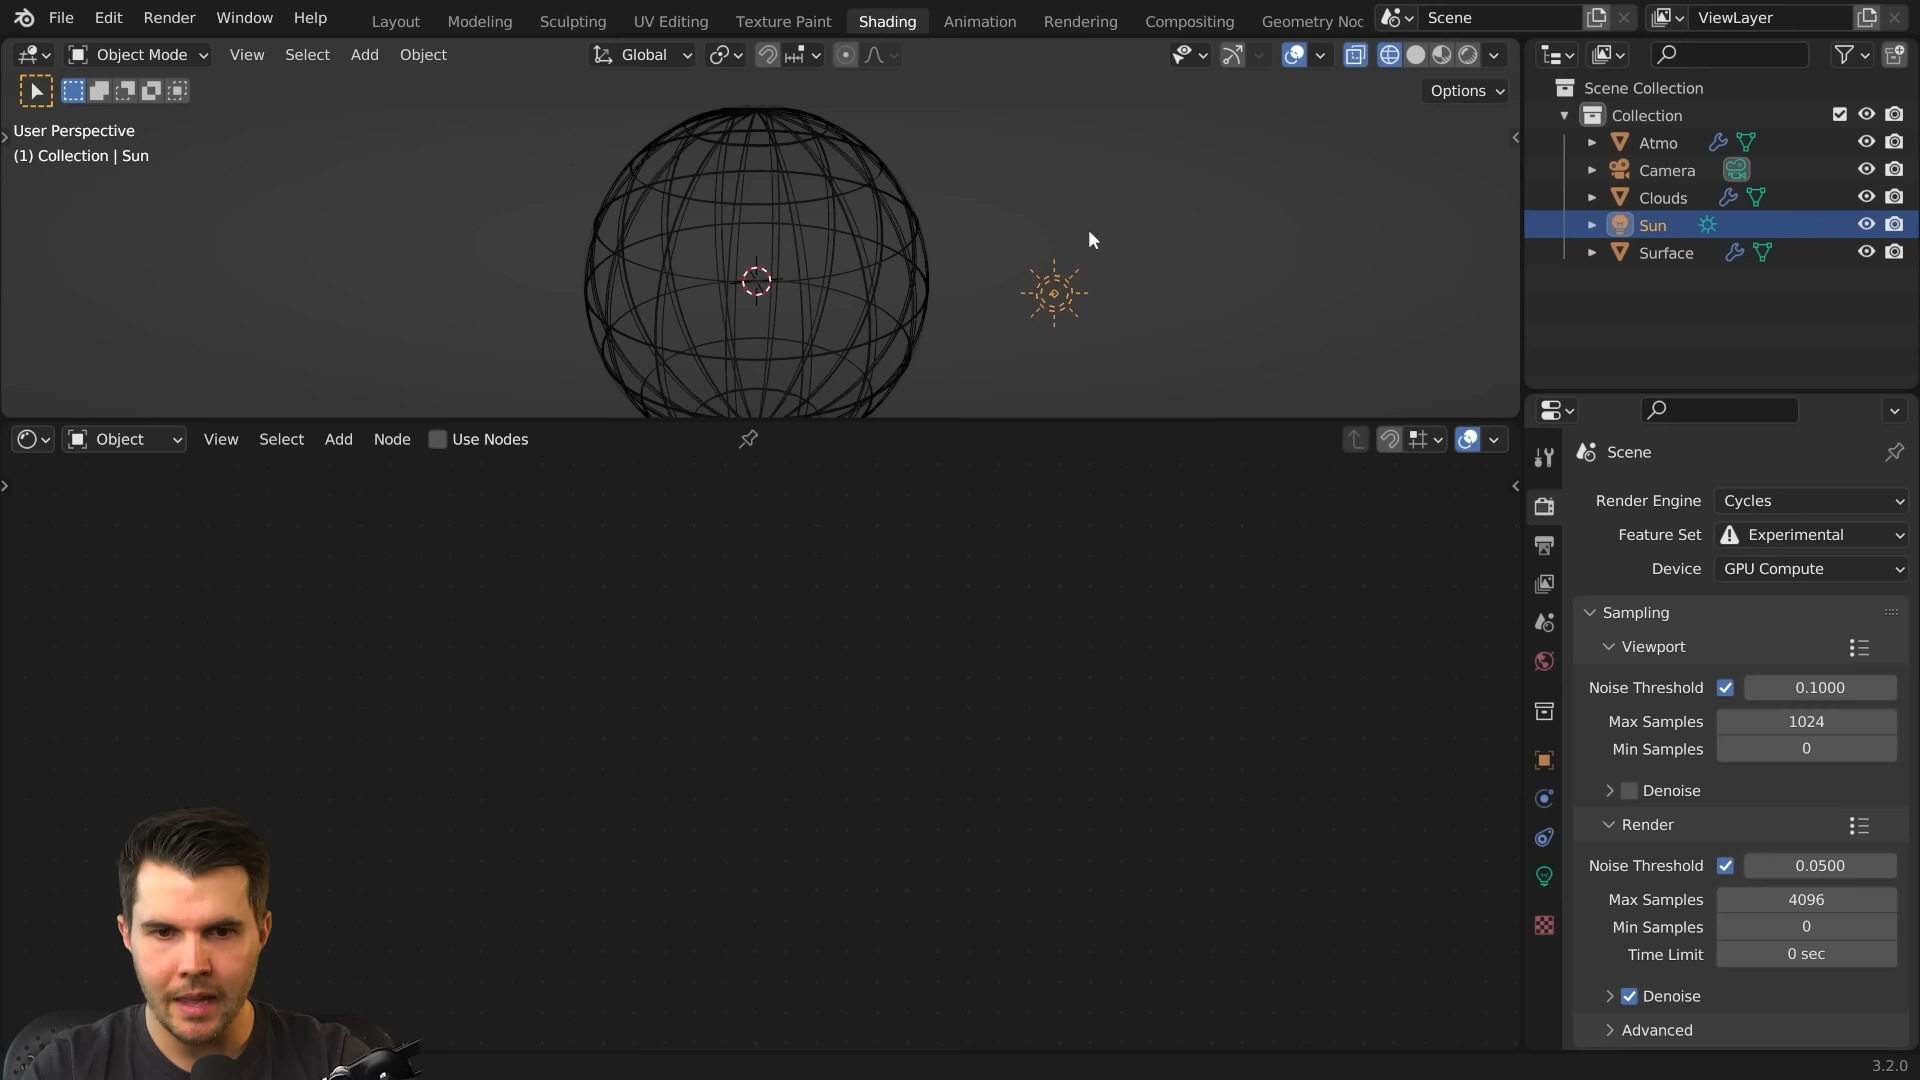 File Edit Render Window Help
Layout Modeling Sculpting UV Editing Texture Paint Shading Animation Rendering Compositing Geometry Noc
Scene
ViewLayer
Object Mode View Select Add Object
Global
Options
User Perspective
(1) Collection | Sun
Scene Collection
Collection
Atmo
Camera
Clouds
Sun
Surface
Object View Select Add Node Use Nodes
Scene
Render Engine Cycles
Feature Set Experimental
Device GPU Compute
Sampling
Viewport
Noise Threshold 0.1000
Max Samples 1024
Min Samples 0
Denoise
Render
Noise Threshold 0.0500
Max Samples 4096
Min Samples 0
Time Limit 0 sec
Denoise
Advanced
3.2.0